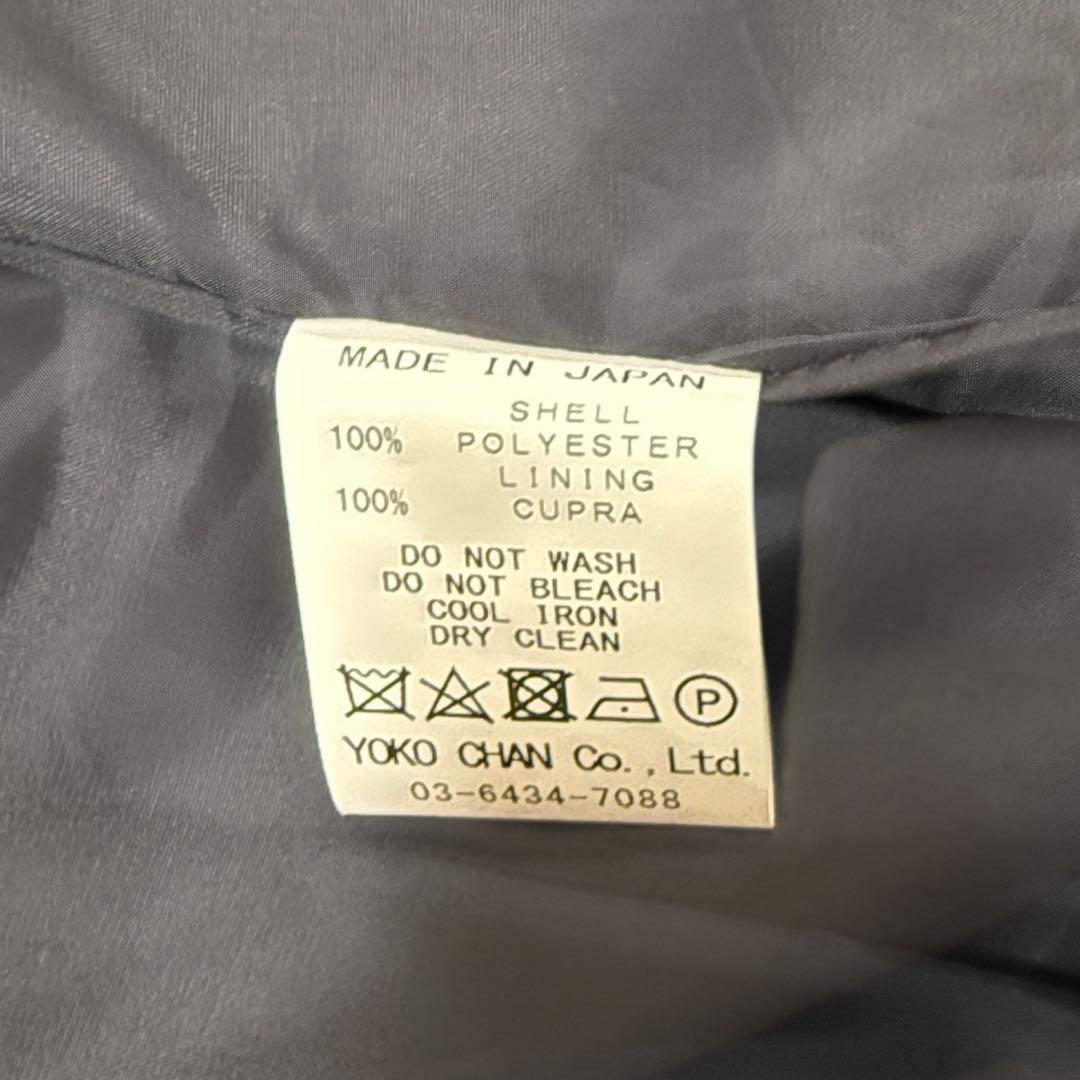 MADE IN JAPAN
SHELL
100% POLYESTER
LINING
100% CUPRA
DO NOT WASH
DO NOT BLEACH
COOL IRON
DRY CLEAN
P
YOKO CHAN Co., Ltd.
03-6434-7088